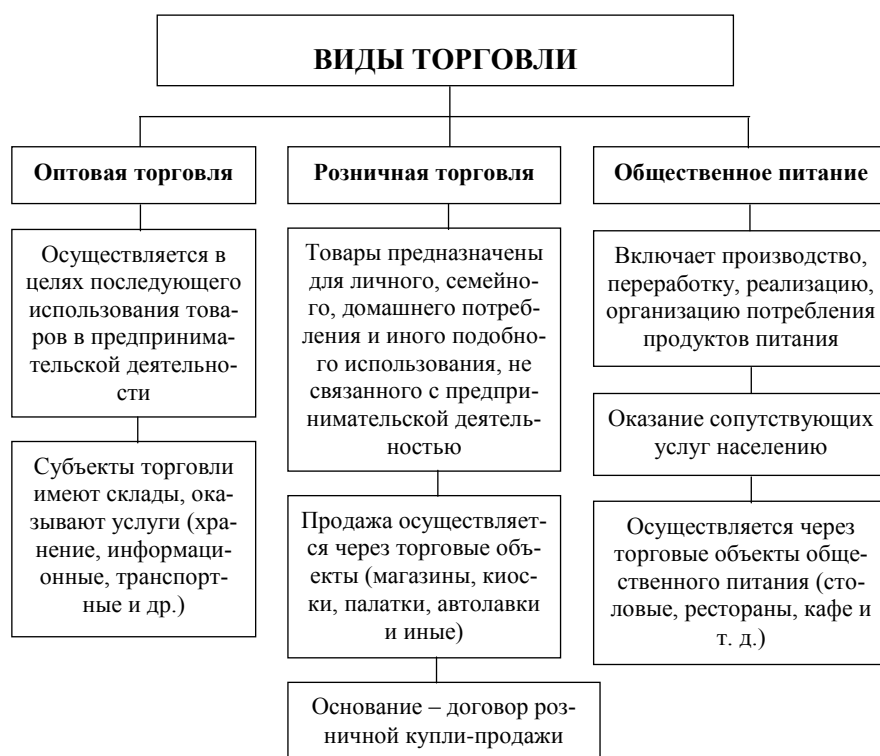 ВИДЫ ТОРГОВЛИ
Оптовая торговля
Осуществляется в
целях последующего
использования това-
ров в предпринима-
тельской деятельно-
сти
Субъекты торговли
имеют склады, ока-
зывают услуги (хра-
нение, информаци-
онные, транспорт-
ные и др.)
Розничная торговля
Товары предназначены
для личного, семейно-
го, домашнего потреб-
ления и иного подобно-
го использования, не
связанного с предпри-
нимательской деятель-
ностью
Продажа осуществляет-
ся через торговые объ-
екты (магазины, киос-
ки, палатки, автолавки
и иные)
Основание – договор роз-
ничной купли-продажи
Общественное питание
Включает производство,
переработку, реализацию,
организацию потребления
продуктов питания
Оказание сопутствующих
услуг населению
Осуществляется через
торговые объекты обще-
ственного питания (сто-
ловые, рестораны, кафе и
т. д.)